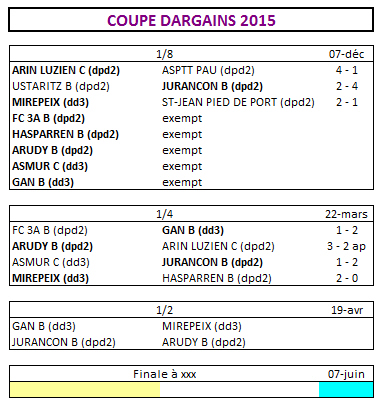 COUPE DARGAINS 2015
1/8 07-déc
ARIN LUZIEN C (dpd2) ASPTT PAU (dpd2) 4 - 1
USTARITZ B (dpd2) JURANCON B (dpd2) 2 - 4
MIREPEIX (dd3) ST-JEAN PIED DE PORT (dpd2) 2 - 1
FC 3A B (dpd2) exempt
HASPARREN B (dpd2) exempt
ARUDY B (dpd2) exempt
ASMUR C (dd3) exempt
GAN B (dd3) exempt
1/4 22-mars
FC 3A B (dpd2) GAN B (dd3) 1 - 2
ARUDY B (dpd2) ARIN LUZIEN C (dpd2) 3 - 2 ap
ASMUR C (dd3) JURANCON B (dpd2) 1 - 2
MIREPEIX (dd3) HASPARREN B (dpd2) 2 - 0
1/2 19-avr
GAN B (dd3) MIREPEIX (dd3)
JURANCON B (dpd2) ARUDY B (dpd2)
Finale à xxx 07-juin